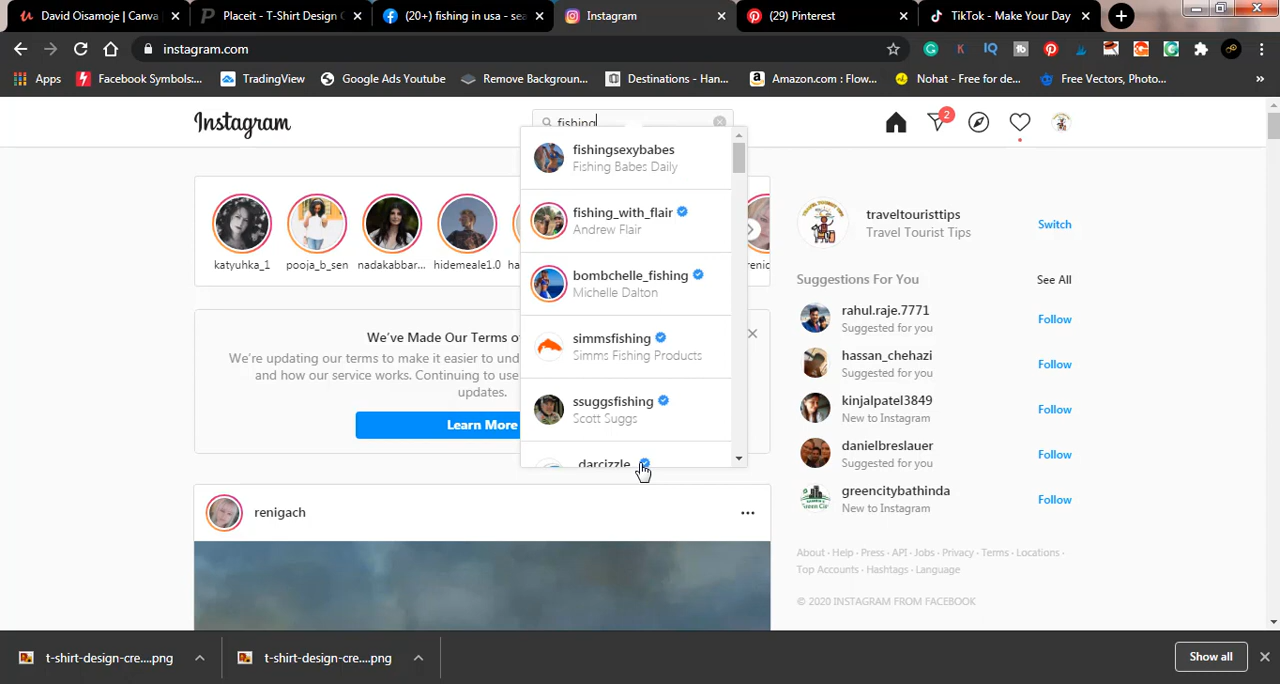 David Oisamoje | Canva
Placeit - T-Shirt Design
(20+) fishing in usa - sea
Instagram
(29) Pinterest
TikTok - Make Your Day
instagram.com
Apps
Facebook Symbols:...
TradingView
Google Ads Youtube
Remove Backgroun...
Destinations - Han...
Amazon.com : Flow...
Nohat - Free for de...
Free Vectors, Photo...
Instagram
fishing
2
fishingsexybabes
Fishing Babes Daily
fishing_with_flair
Andrew Flair
bombchelle_fishing
Michelle Dalton
simmsfishing
Simms Fishing Products
ssuggsfishing
Scott Suggs
_darcizzle_
katyuhka_1
pooja_b_sen
nadakabbar...
hidemeale1.0
We've Made Our Terms
We're updating our terms to make it easier to
and how our service works. Continuing to use
updates.
Learn More
renigach
traveltouristtips
Travel Tourist Tips
Switch
Suggestions For You
See All
rahul.raje.7771
Suggested for you
Follow
hassan_chehazi
Suggested for you
Follow
kinjalpatel3849
New to Instagram
Follow
danielbreslauer
Suggested for you
Follow
greencitybathinda
New to Instagram
Follow
About · Help · Press · API · Jobs · Privacy · Terms · Locations ·
Top Accounts · Hashtags · Language
© 2020 INSTAGRAM FROM FACEBOOK
t-shirt-design-cre....png
t-shirt-design-cre....png
Show all